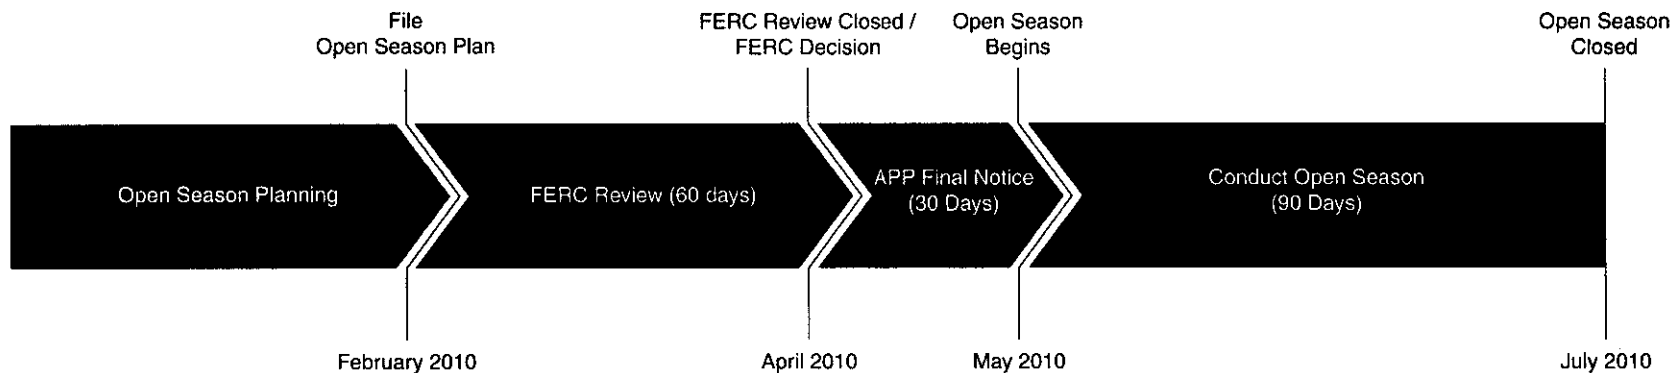 File
Open Season Plan
FERC Review Closed /
FERC Decision
Open Season
Begins
Open Season
Closed
Open Season Planning
FERC Review (60 days)
APP Final Notice
(30 Days)
Conduct Open Season
(90 Days)
February 2010
April 2010
May 2010
July 2010